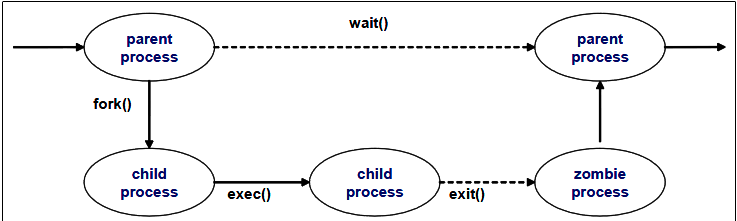 wait()
parent
process
parent
process
fork()
child
process
exec()
child
process
exit()
zombie
process